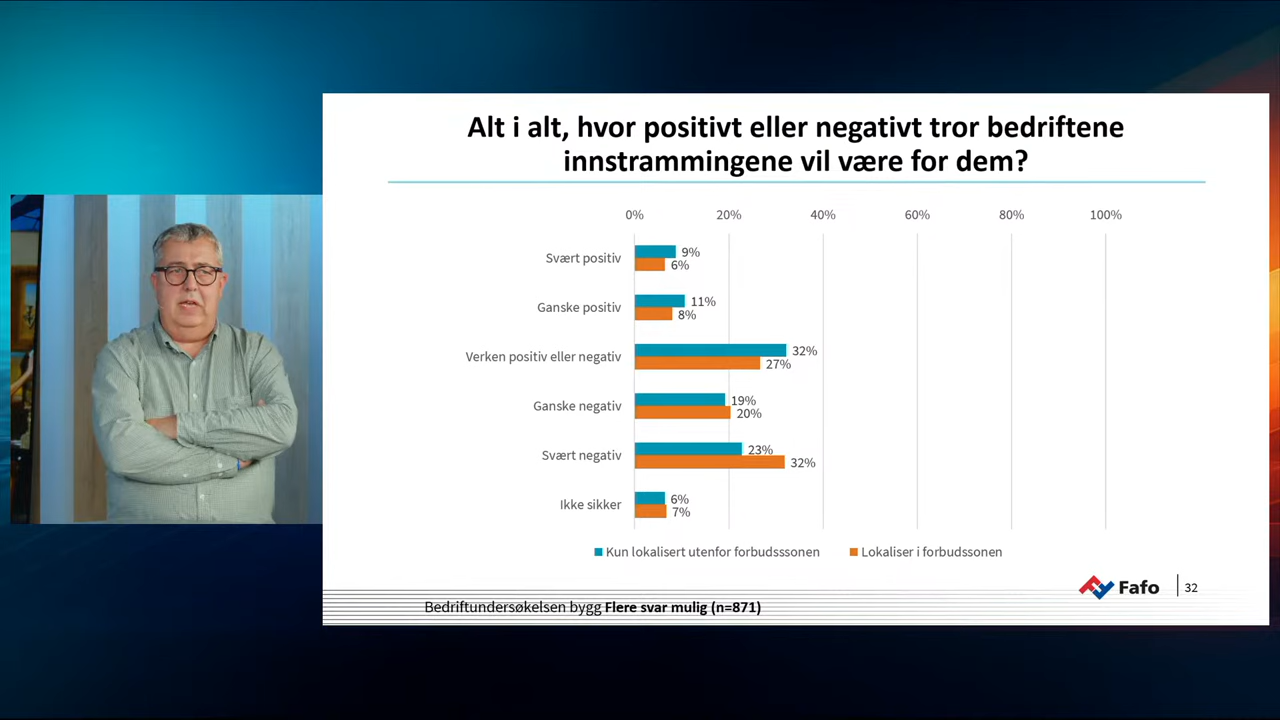 Alt i alt, hvor positivt eller negativt tror bedriftene
innstrammingene vil være for dem?
0% 20% 40% 60% 80% 100%
Svært positiv 9%
6%
Ganske positiv 11%
8%
Verken positiv eller negativ 32%
27%
Ganske negativ 19%
20%
Svært negativ 23%
32%
Ikke sikker 6%
7%
Kun lokalisert utenfor forbudsssonen Lokaliser i forbudssonen
Fafo 32
Bedriftundersøkelsen bygg Flere svar mulig (n=871)